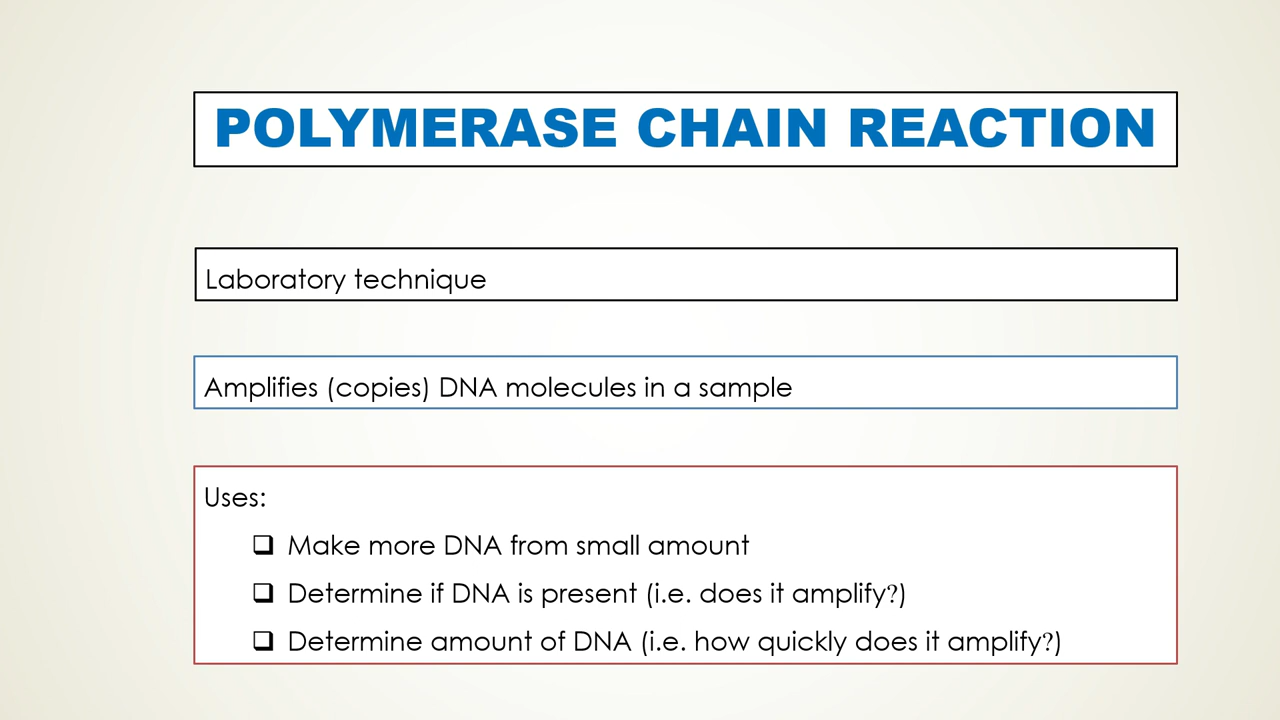 POLYMERASE CHAIN REACTION
Laboratory technique
Amplifies (copies) DNA molecules in a sample
Uses:
❑ Make more DNA from small amount
❑ Determine if DNA is present (i.e. does it amplify?)
❑ Determine amount of DNA (i.e. how quickly does it amplify?)